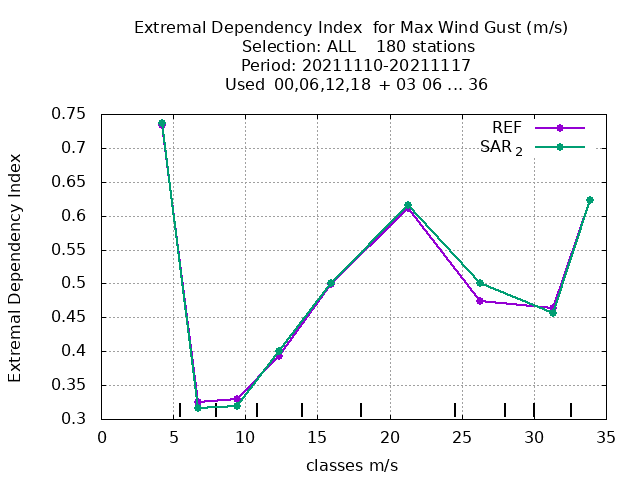 Extremal Dependency Index for Max Wind Gust (m/s)
Selection: ALL 180 stations
Period: 20211110-20211117
Used 00,06,12,18 + 03 06 ... 36
REF
SAR 2
Extremal Dependency Index
0.75
0.7
0.65
0.6
0.55
0.5
0.45
0.4
0.35
0.3
0 5 10 15 20 25 30 35
classes m/s